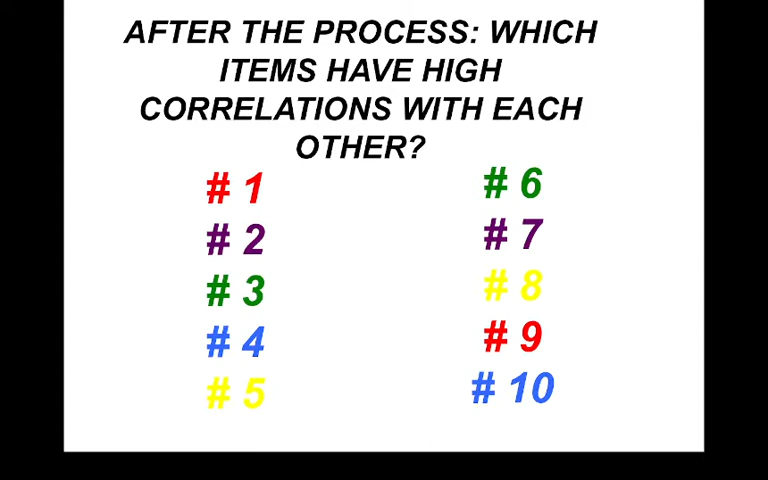 AFTER THE PROCESS: WHICH
ITEMS HAVE HIGH
CORRELATIONS WITH EACH
OTHER?
# 1
# 2
# 3
# 4
# 5
# 6
# 7
# 8
# 9
# 10